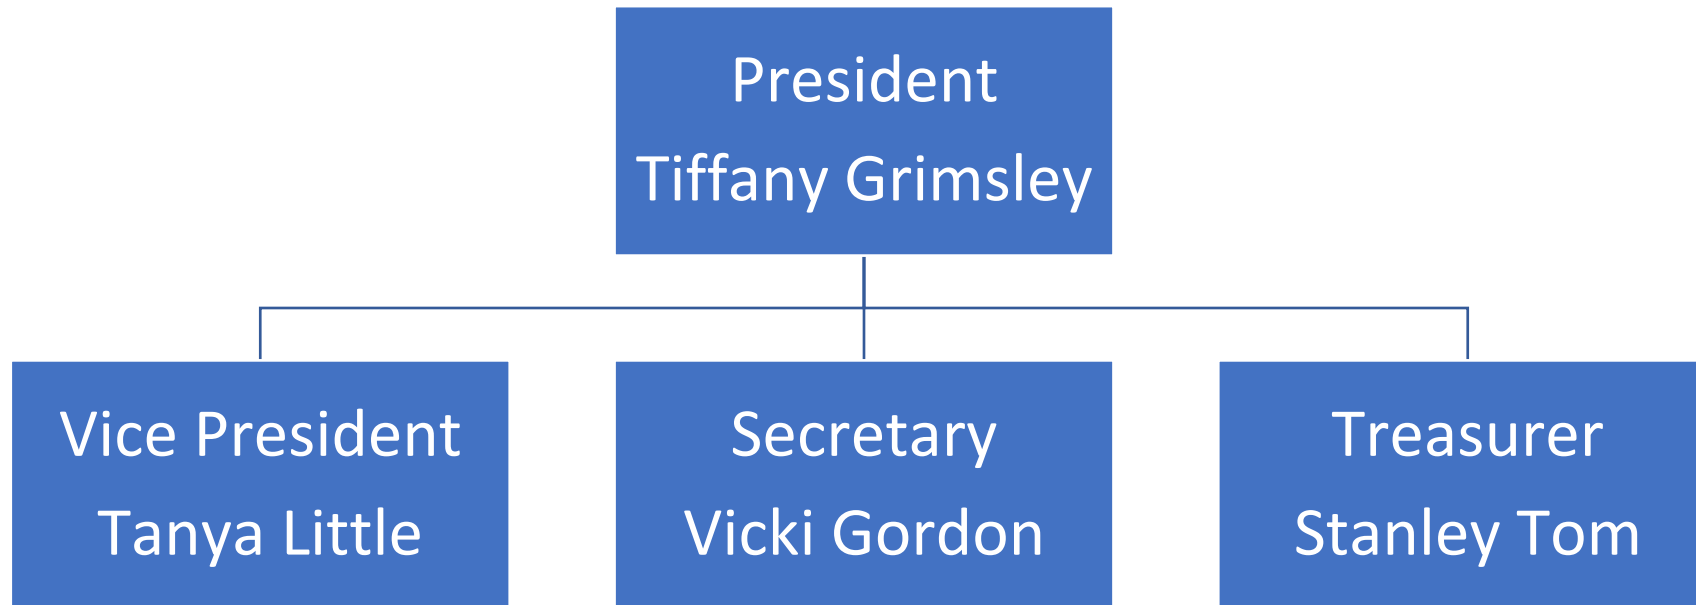 President
Tiffany Grimsley
Vice President
Tanya Little
Secretary
Vicki Gordon
Treasurer
Stanley Tom